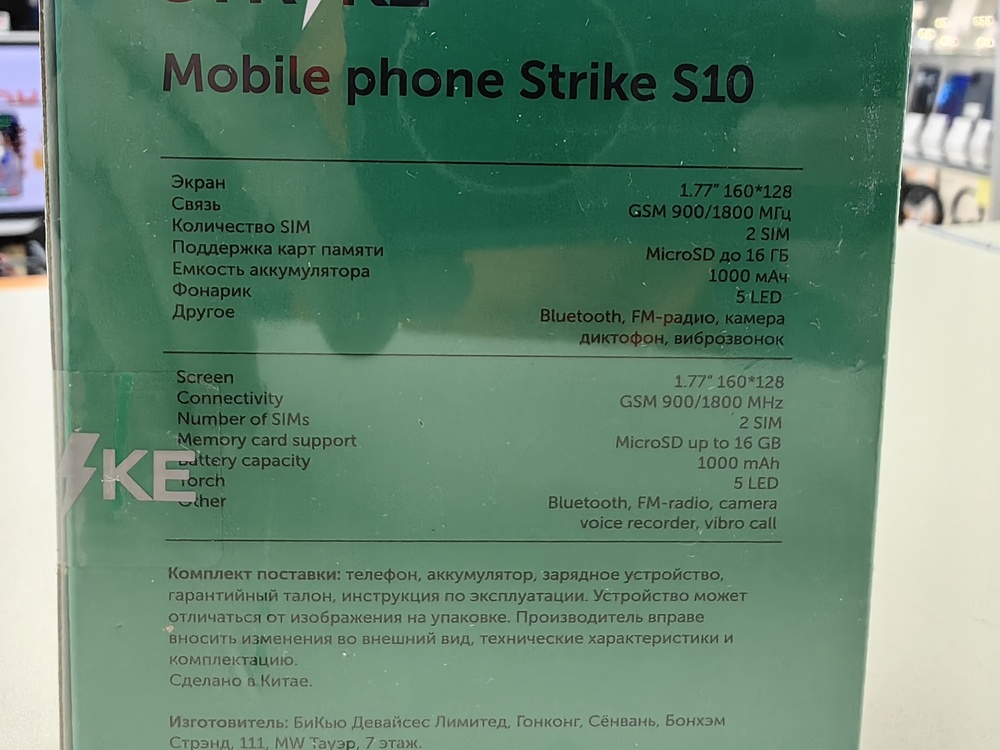 Mobile phone Strike S10
Экран 1.77" 160*128
Связь GSM 900/1800 МГц
Количество SIM 2 SIM
Поддержка карт памяти MicroSD до 16 ГБ
Емкость аккумулятора 1000 мАч
Фонарик 5 LED
Другое Bluetooth, FM-радио, камера
диктофон, виброзвонок
Screen 1.77" 160*128
Connectivity GSM 900/1800 MHz
Number of SIMs 2 SIM
Memory card support MicroSD up to 16 GB
Battery capacity 1000 mAh
Torch 5 LED
Other Bluetooth, FM-radio, camera
voice recorder, vibro call
KE
Комплект поставки: телефон, аккумулятор, зарядное устройство,
гарантийный талон, инструкция по эксплуатации. Устройство может
отличаться от изображения на упаковке. Производитель вправе
вносить изменения во внешний вид, технические характеристики и
комплектацию.
Сделано в Китае.
Изготовитель: БиКью Девайсес Лимитед, Гонконг, Сёнвань, Бонхэм
Стрэнд, 111, MW Тауэр, 7 этаж.